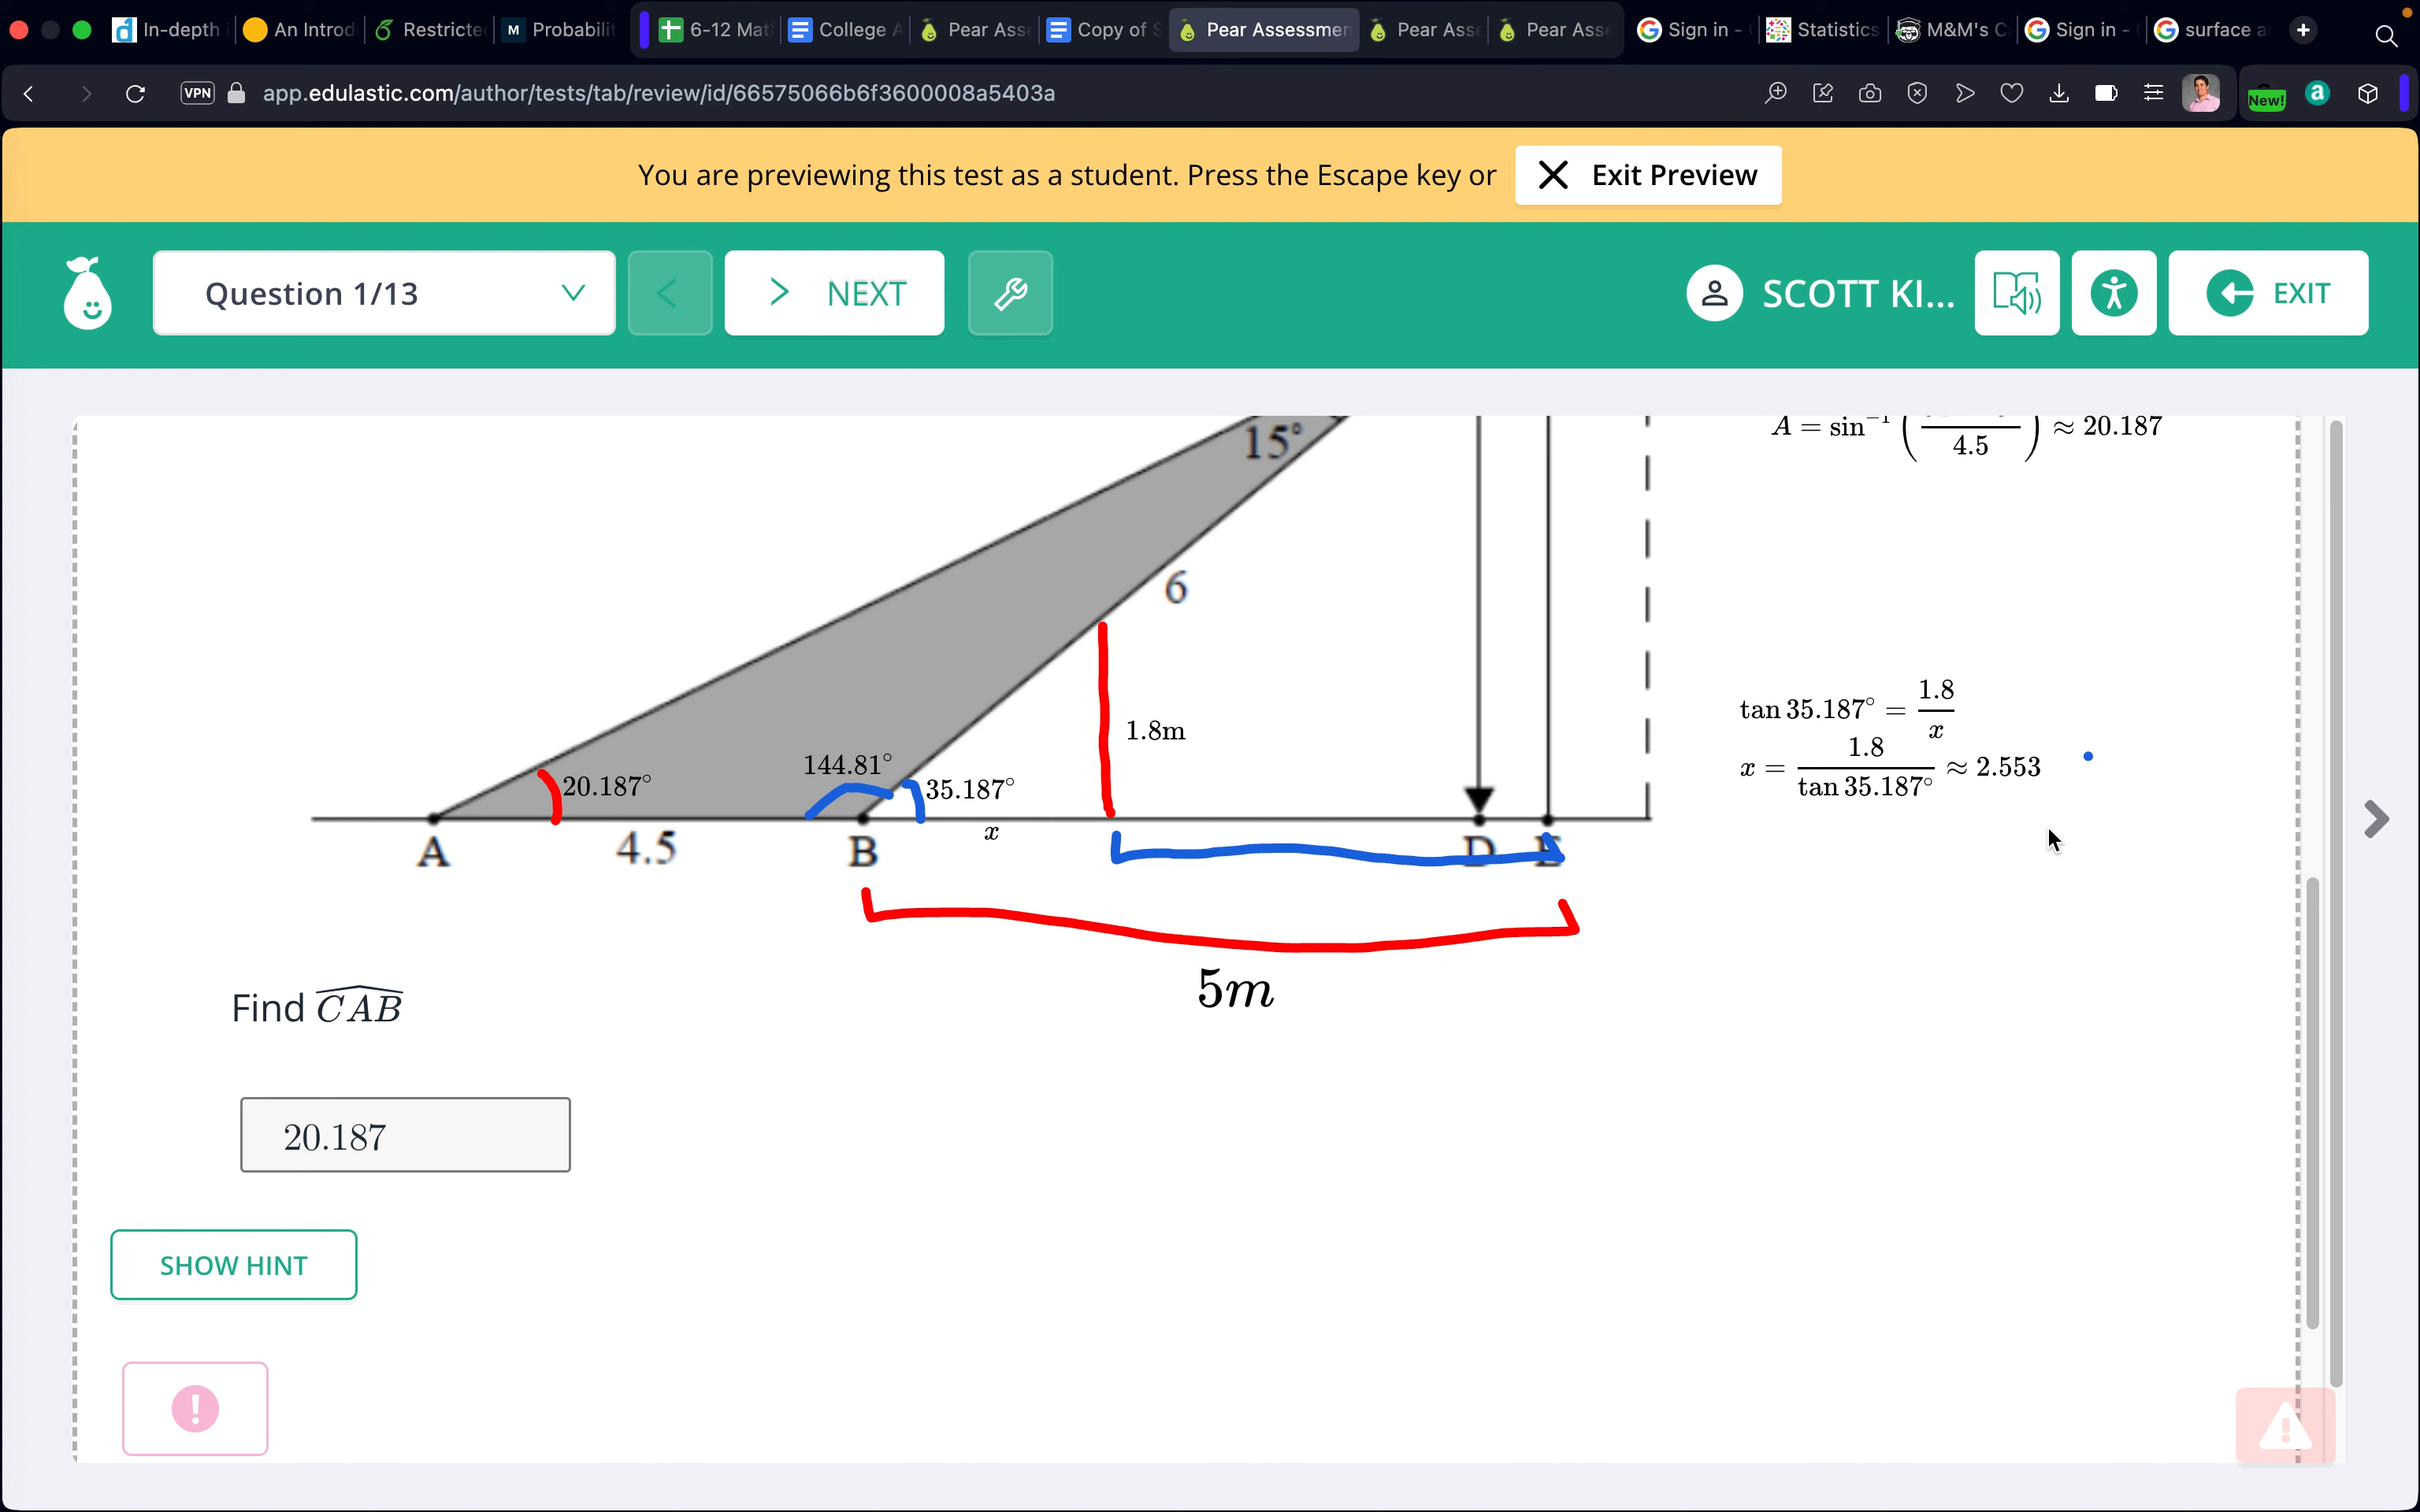 In-depth An Introd Restricte M Probabilit 6-12 Mat College A Pear Ass Copy of S Pear Assessmen Pear Ass Pear Ass Sign in - Statistics M&M's C Sign in - surface a
VPN app.edulastic.com/author/tests/tab/review/id/66575066b6f3600008a5403a New! a
You are previewing this test as a student. Press the Escape key or Exit Preview
Question 1/13 < > NEXT SCOTT KI... EXIT
15°
A = sin⁻¹ ( / 4.5 ) ≈ 20.187
6
tan 35.187° = 1.8/x
1.8m
x = 1.8 / tan 35.187° ≈ 2.553
144.81°
20.187°
35.187°
x
A 4.5 B D E
5m
Find CAB
20.187
SHOW HINT